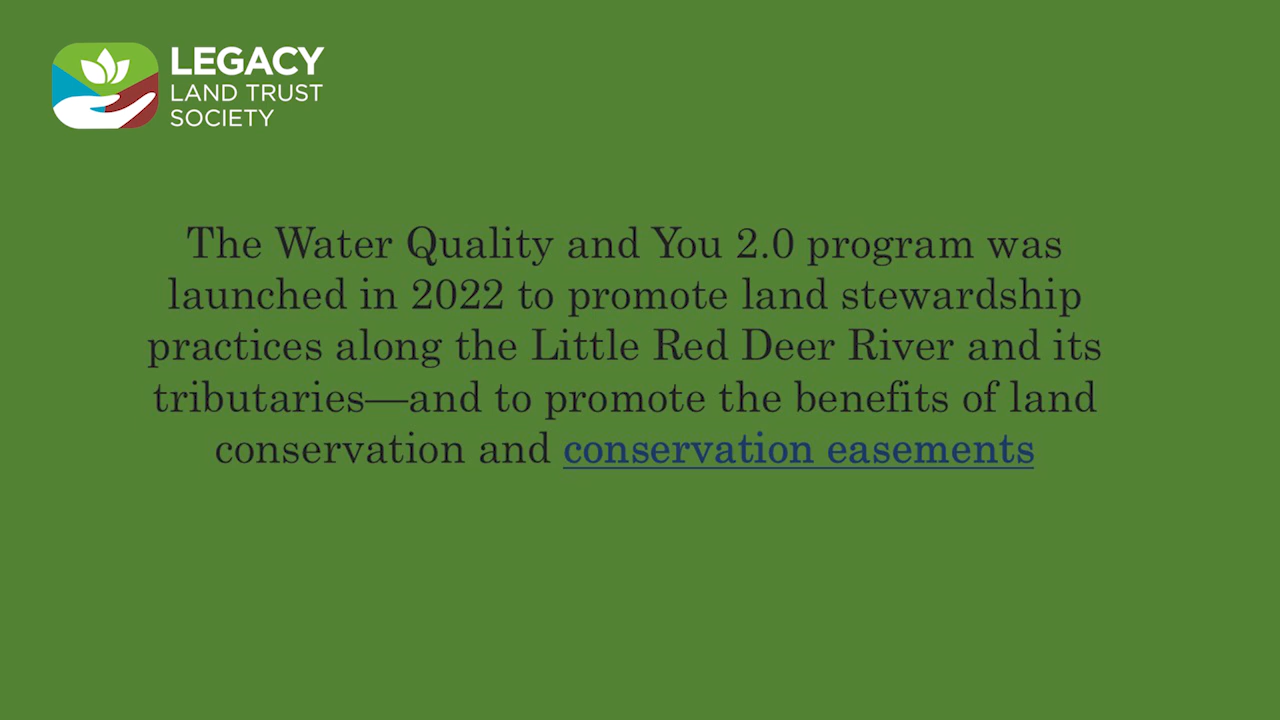 LEGACY
LAND TRUST
SOCIETY
The Water Quality and You 2.0 program was
launched in 2022 to promote land stewardship
practices along the Little Red Deer River and its
tributaries—and to promote the benefits of land
conservation and conservation easements